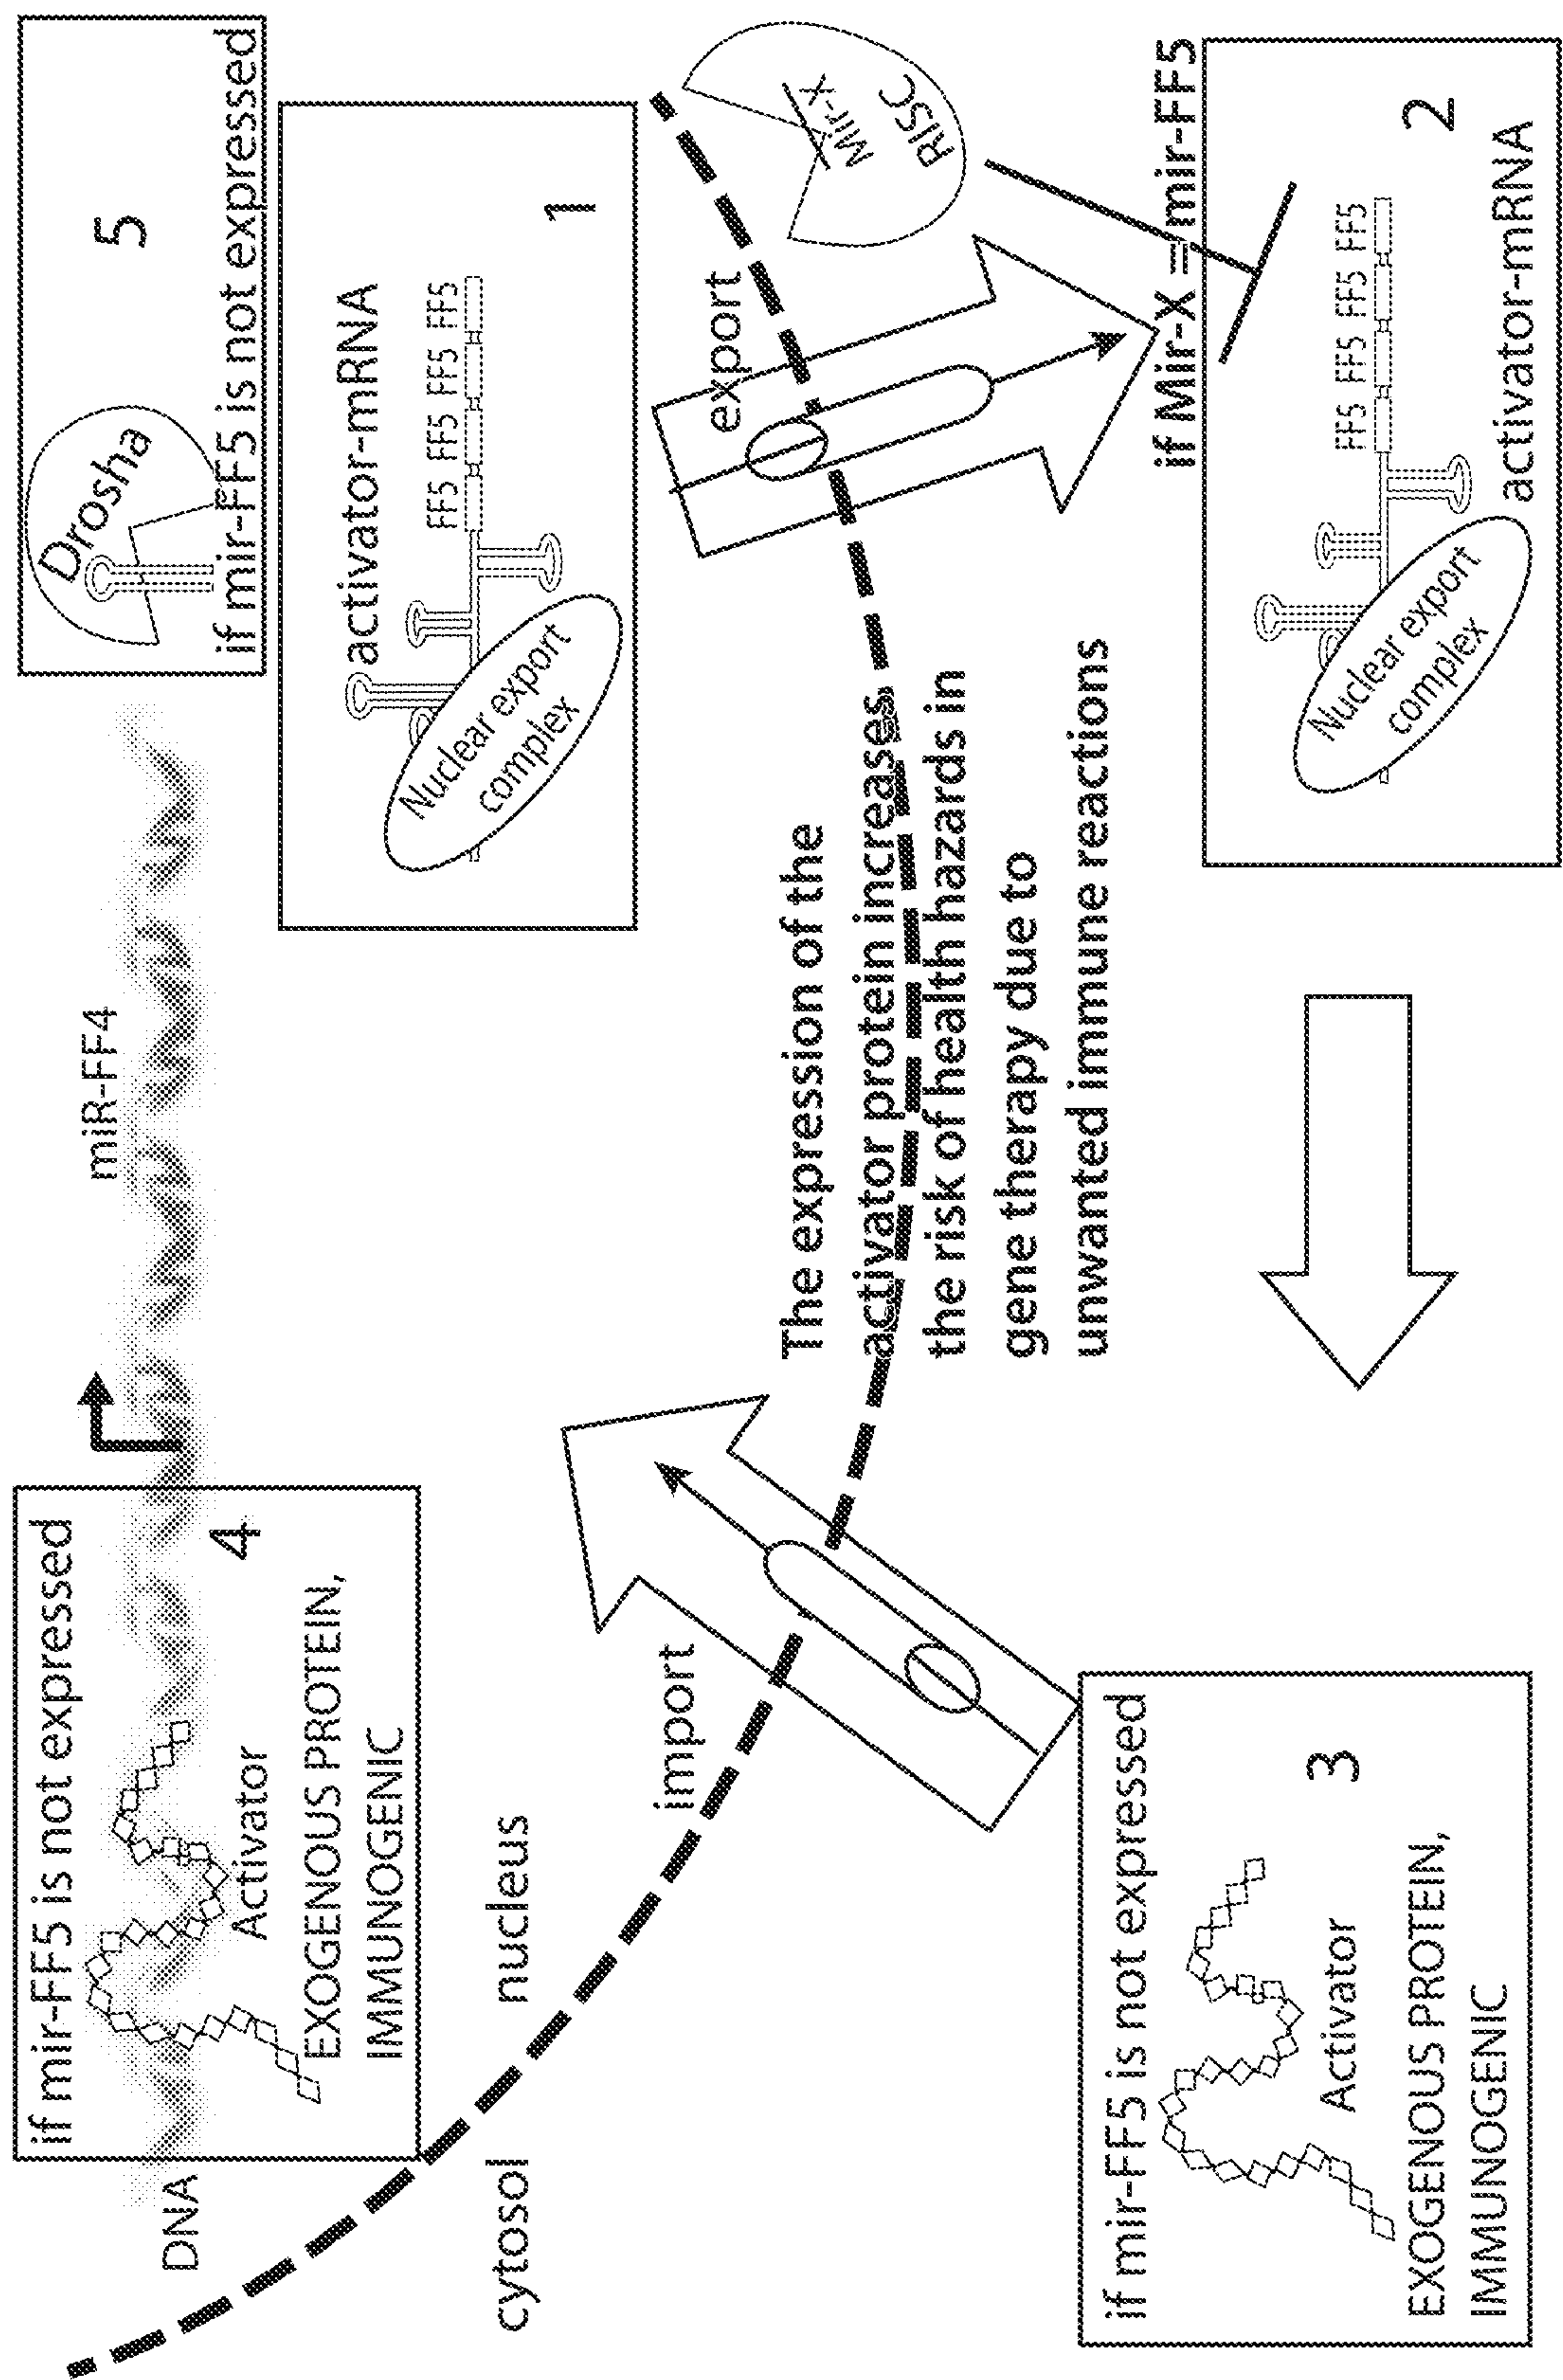 if mir-FF5 is not expressed
4
Activator
EXOGENOUS PROTEIN,
IMMUNOGENIC
DNA
miR-FF4
Drosha
5
if mir-FF5 is not expressed
activator-mRNA
FF5 FF5 FF5 FF5
Nuclear export
complex
1
cytosol
nucleus
import
export
Mir-X
RISC
The expression of the
activator protein increases
the risk of health hazards in
gene therapy due to
unwanted immune reactions
if mir-FF5 is not expressed
3
Activator
EXOGENOUS PROTEIN,
IMMUNOGENIC
if Mir-X =mir-FF5
FF5 FF5 FF5 FF5
2
Nuclear export
complex
activator-mRNA